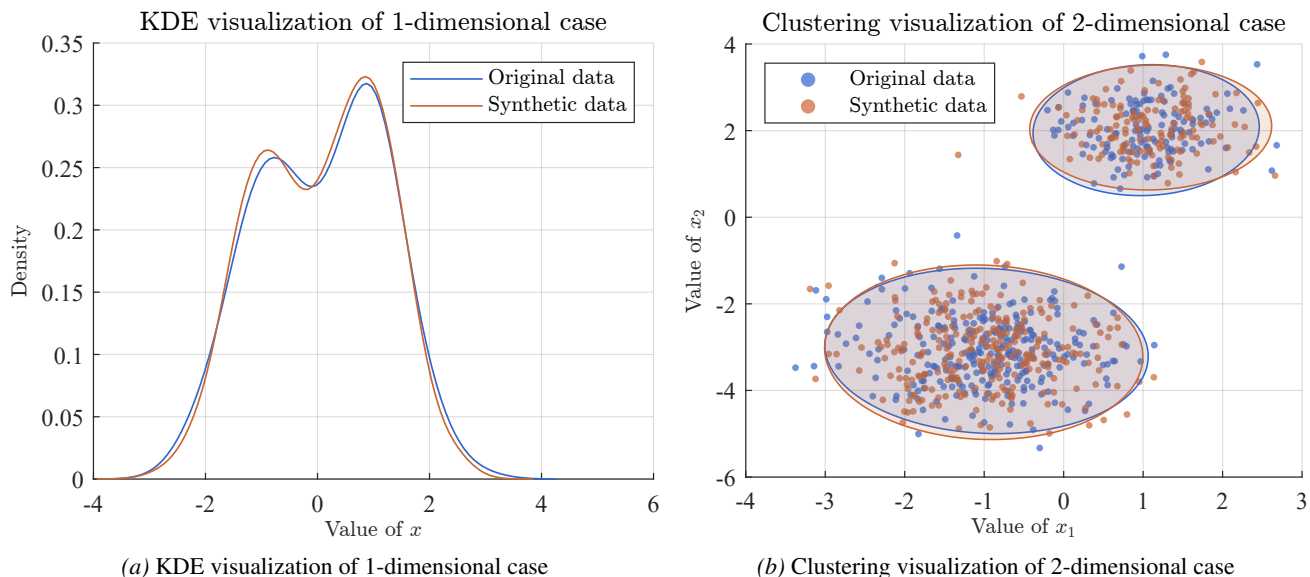 KDE visualization of 1-dimensional case
0.35
0.3
0.25
0.2
0.15
0.1
0.05
0
Density
-4
-2
0
2
4
6
Value of x
Original data
Synthetic data
(a) KDE visualization of 1-dimensional case
Clustering visualization of 2-dimensional case
4
2
0
-2
-4
-6
Value of x₂
-4
-3
-2
-1
0
1
2
3
Value of x₁
Original data
Synthetic data
(b) Clustering visualization of 2-dimensional case